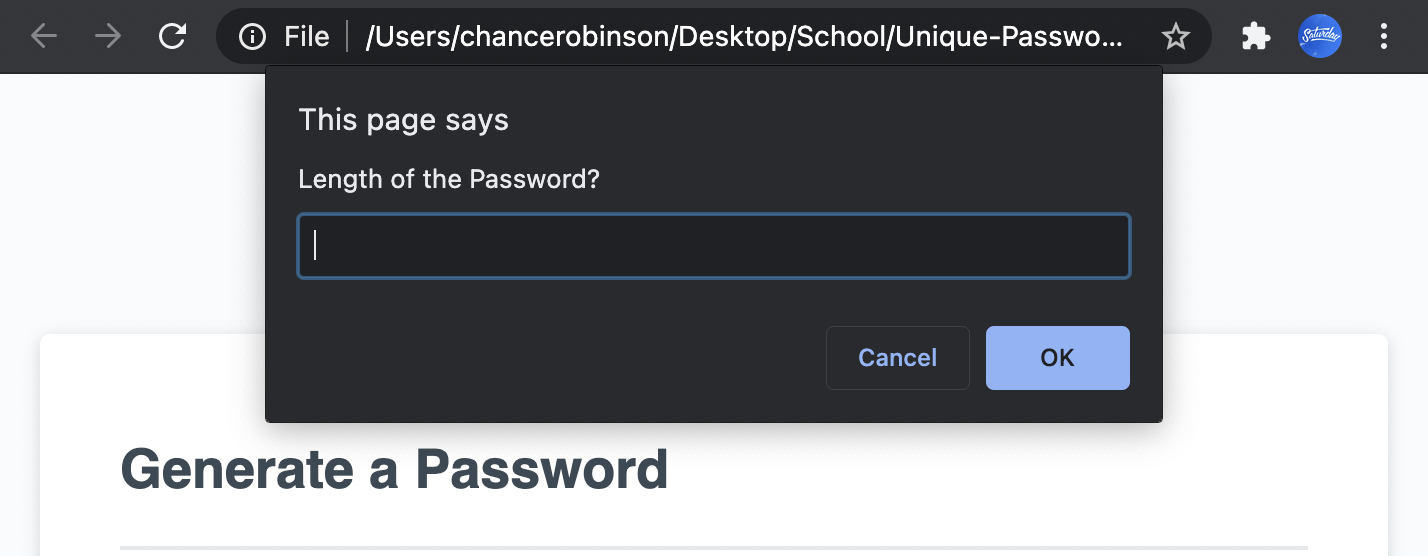 File /Users/chancerobinson/Desktop/School/Unique-Passwo...
Saturday
This page says
Length of the Password?
Cancel OK
Generate a Password